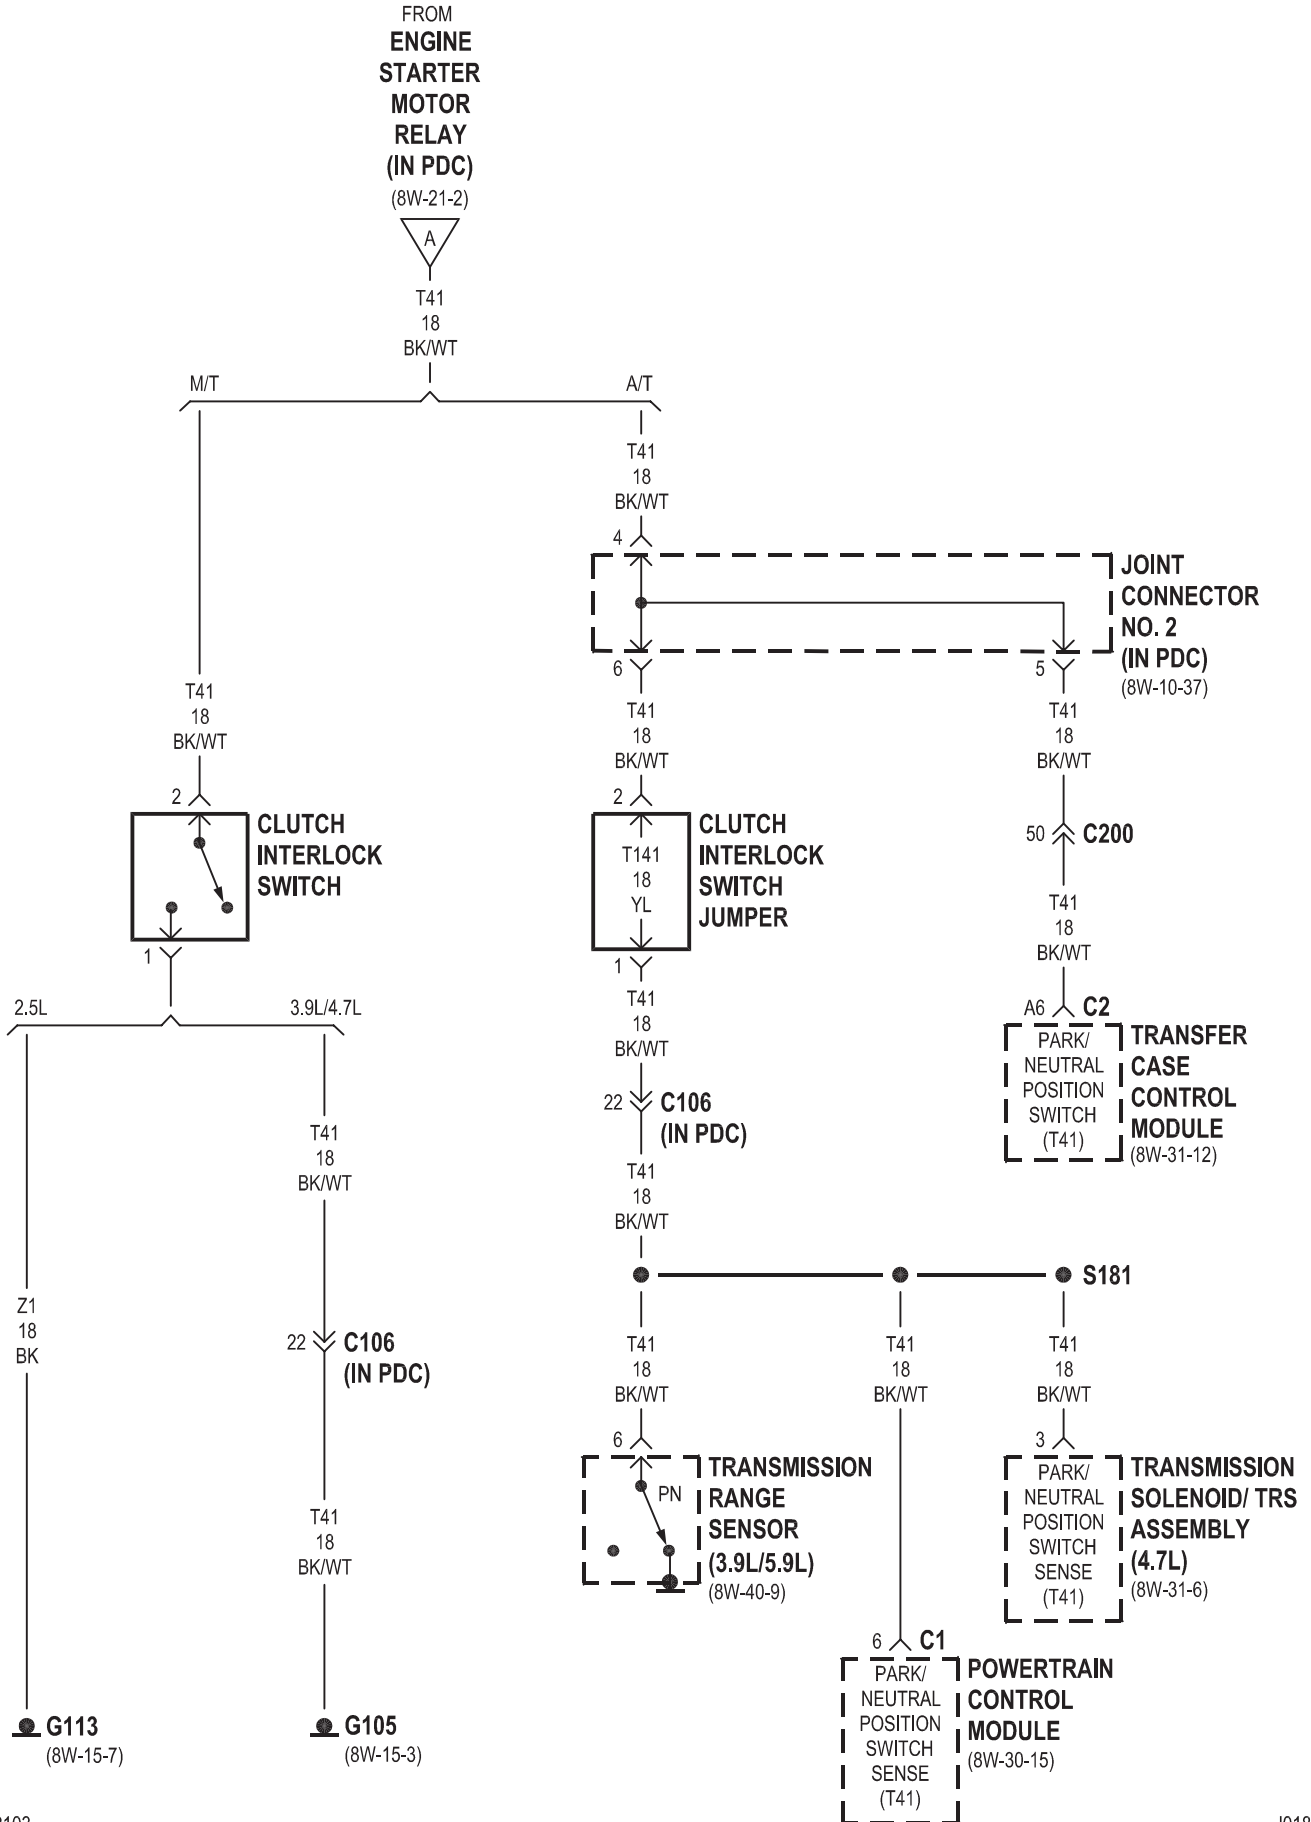 FROM
ENGINE
STARTER
MOTOR
RELAY
(IN PDC)
(8W-21-2)
A
T41
18
BK/WT
M/T
A/T
T41
18
BK/WT
4
JOINT
CONNECTOR
NO. 2
(IN PDC)
(8W-10-37)
6
5
T41
18
BK/WT
T41
18
BK/WT
T41
18
BK/WT
2
CLUTCH
INTERLOCK
SWITCH
1
2
T141
18
YL
CLUTCH
INTERLOCK
SWITCH
JUMPER
1
50
C200
T41
18
BK/WT
A6
C2
PARK/
NEUTRAL
POSITION
SWITCH
(T41)
TRANSFER
CASE
CONTROL
MODULE
(8W-31-12)
2.5L
3.9L/4.7L
T41
18
BK/WT
T41
18
BK/WT
22
C106
(IN PDC)
T41
18
BK/WT
S181
Z1
18
BK
22
C106
(IN PDC)
T41
18
BK/WT
T41
18
BK/WT
T41
18
BK/WT
T41
18
BK/WT
6
PN
TRANSMISSION
RANGE
SENSOR
(3.9L/5.9L)
(8W-40-9)
3
PARK/
NEUTRAL
POSITION
SWITCH
SENSE
(T41)
TRANSMISSION
SOLENOID/ TRS
ASSEMBLY
(4.7L)
(8W-31-6)
6
C1
PARK/
NEUTRAL
POSITION
SWITCH
SENSE
(T41)
POWERTRAIN
CONTROL
MODULE
(8W-30-15)
G113
(8W-15-7)
G105
(8W-15-3)